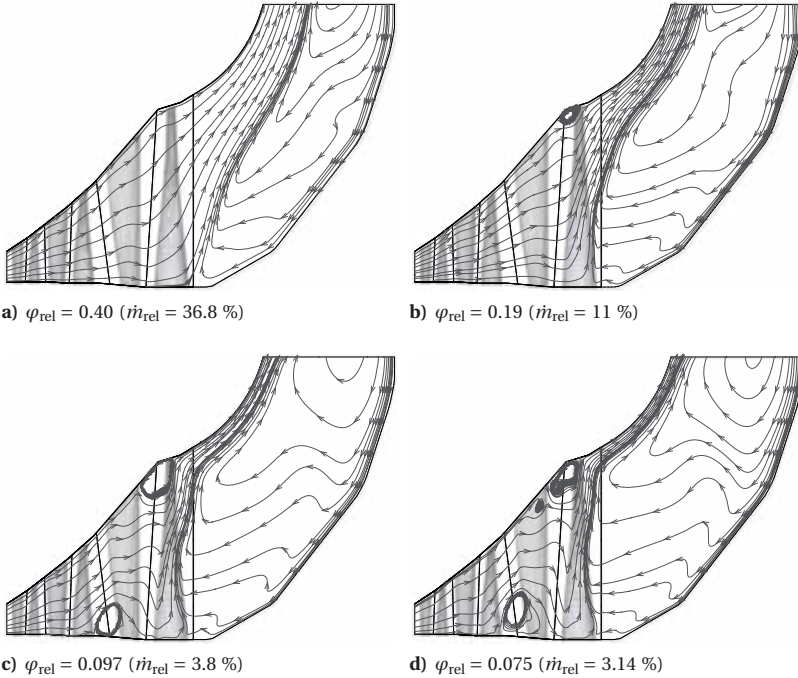 a) φrel = 0.40 (ṁrel = 36.8 %)
b) φrel = 0.19 (ṁrel = 11 %)
c) φrel = 0.097 (ṁrel = 3.8 %)
d) φrel = 0.075 (ṁrel = 3.14 %)